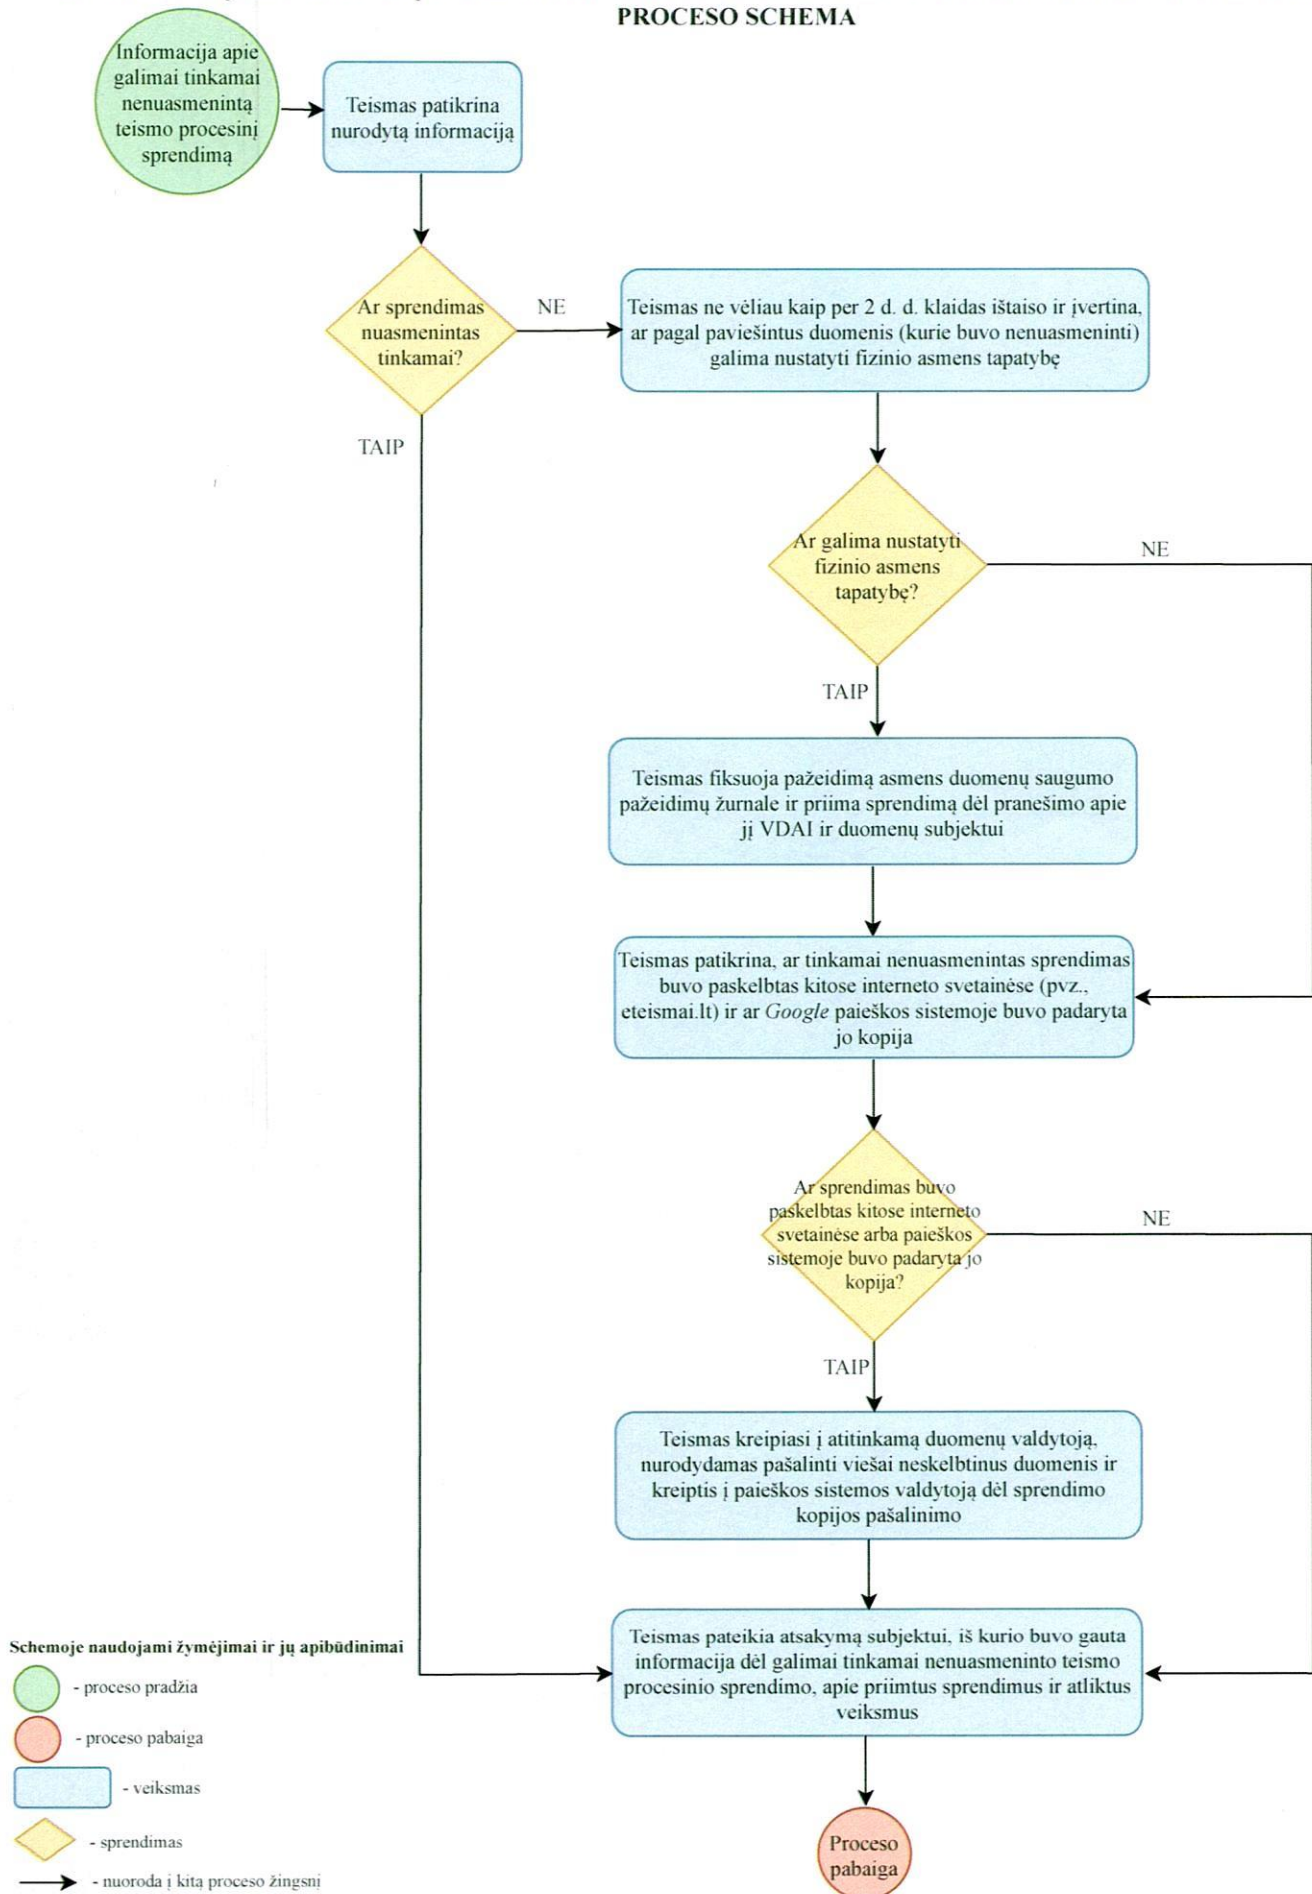 PROCESO SCHEMA
Informacija apie
galimai tinkamai
nenuasmenintą
teismo procesinį
sprendimą
Teismas patikrina
nurodytą informaciją
Ar sprendimas
nuasmenintas
tinkamai?
NE
TAIP
Teismas ne vėliau kaip per 2 d. d. klaidas ištaiso ir įvertina,
ar pagal paviešintus duomenis (kurie buvo nenuasmeninti)
galima nustatyti fizinio asmens tapatybę
Ar galima nustatyti
fizinio asmens
tapatybę?
NE
TAIP
Teismas fiksuoja pažeidimą asmens duomenų saugumo
pažeidimų žurnale ir priima sprendimą dėl pranešimo apie
jį VDAI ir duomenų subjektui
Teismas patikrina, ar tinkamai nenuasmenintas sprendimas
buvo paskelbtas kitose interneto svetainėse (pvz.,
eteismai.lt) ir ar Google paieškos sistemoje buvo padaryta
jo kopija
Ar sprendimas buvo
paskelbtas kitose interneto
svetainėse arba paieškos
sistemoje buvo padaryta jo
kopija?
NE
TAIP
Teismas kreipiasi į atitinkamą duomenų valdytoją,
nurodydamas pašalinti viešai neskelbtinus duomenis ir
kreiptis į paieškos sistemos valdytoją dėl sprendimo
kopijos pašalinimo
Teismas pateikia atsakymą subjektui, iš kurio buvo gauta
informacija dėl galimai tinkamai nenuasmeninto teismo
procesinio sprendimo, apie priimtus sprendimus ir atliktus
veiksmus
Proceso
pabaiga
Schemoje naudojami žymėjimai ir jų apibūdinimai
- proceso pradžia
- proceso pabaiga
- veiksmas
- sprendimas
- nuoroda į kitą proceso žingsnį